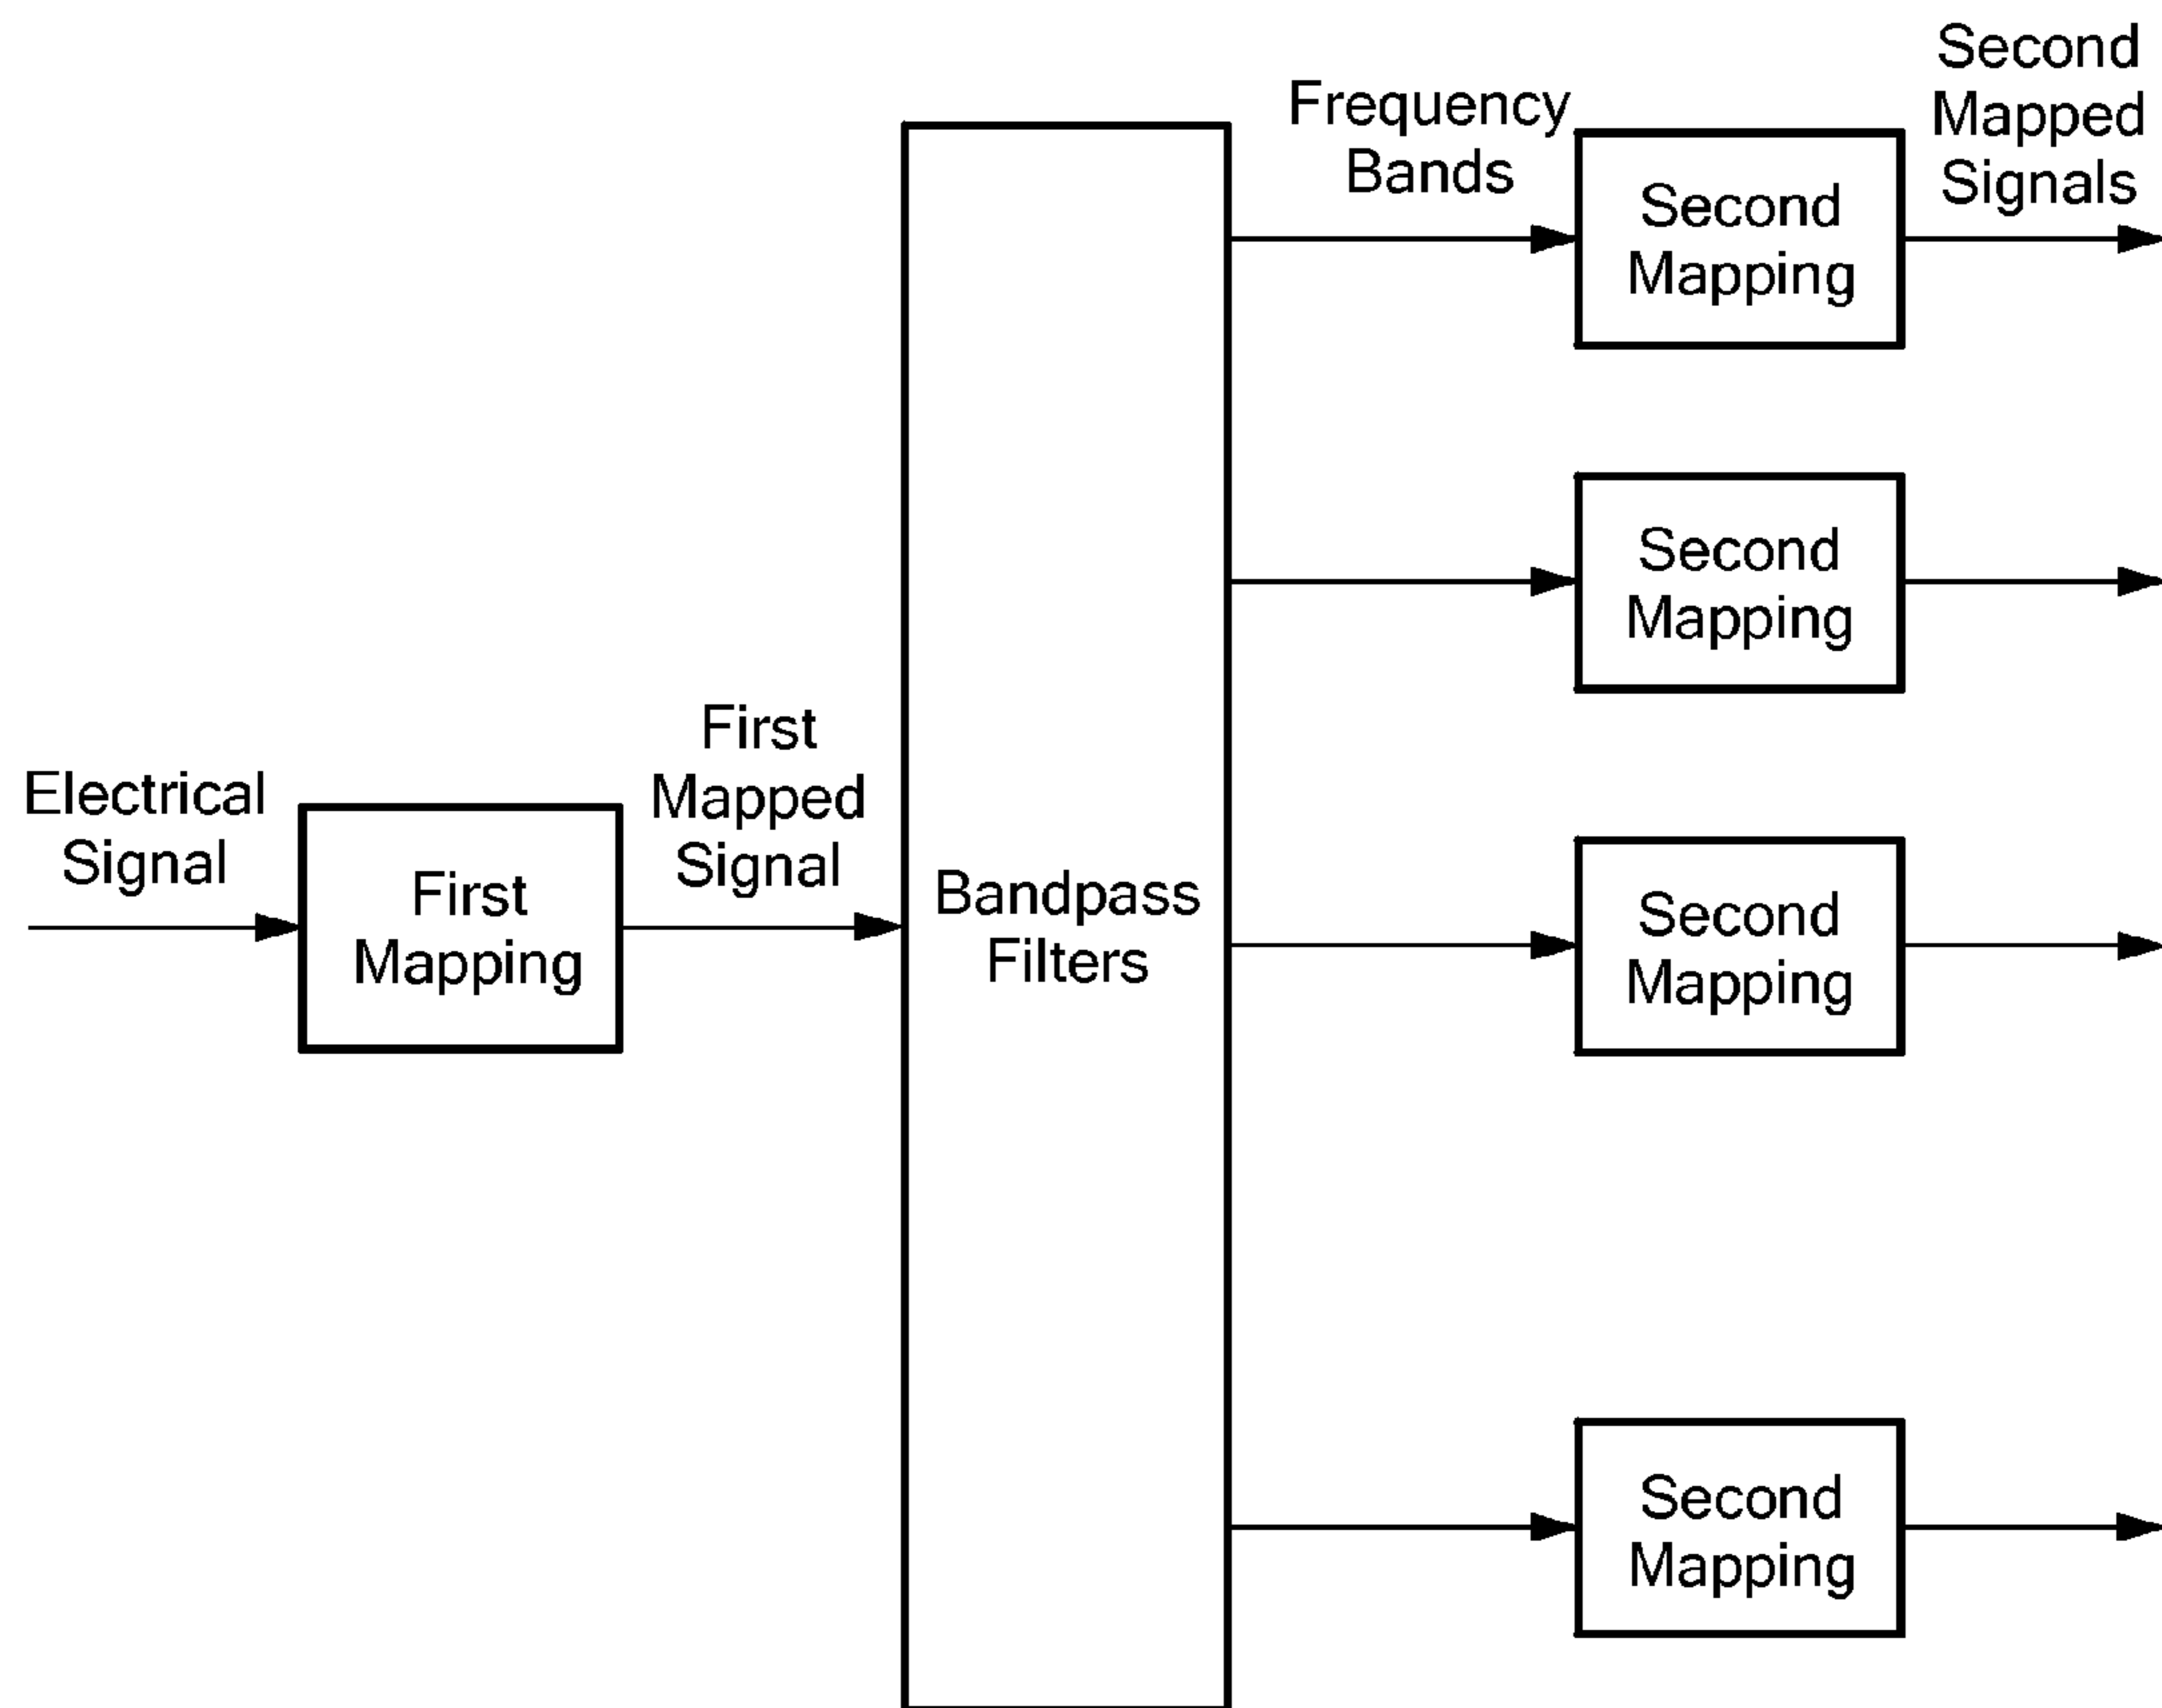 Electrical
Signal
First
Mapping
First
Mapped
Signal
Bandpass
Filters
Frequency
Bands
Second
Mapping
Second
Mapped
Signals
Second
Mapping
Second
Mapping
Second
Mapping